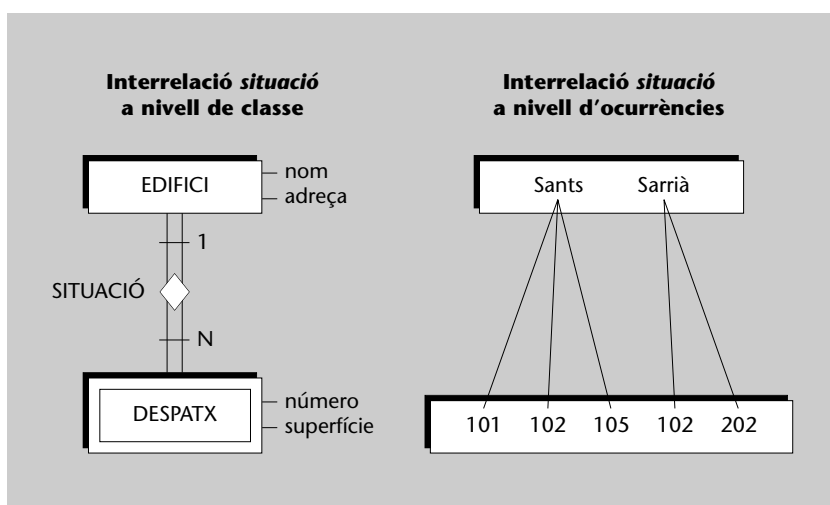 Interrelació situació
a nivell de classe
EDIFICI
nom
adreça
1
SITUACIÓ
N
DESPATX
número
superfície
Interrelació situació
a nivell d'ocurrències
Sants Sarrià
101 102 105 102 202